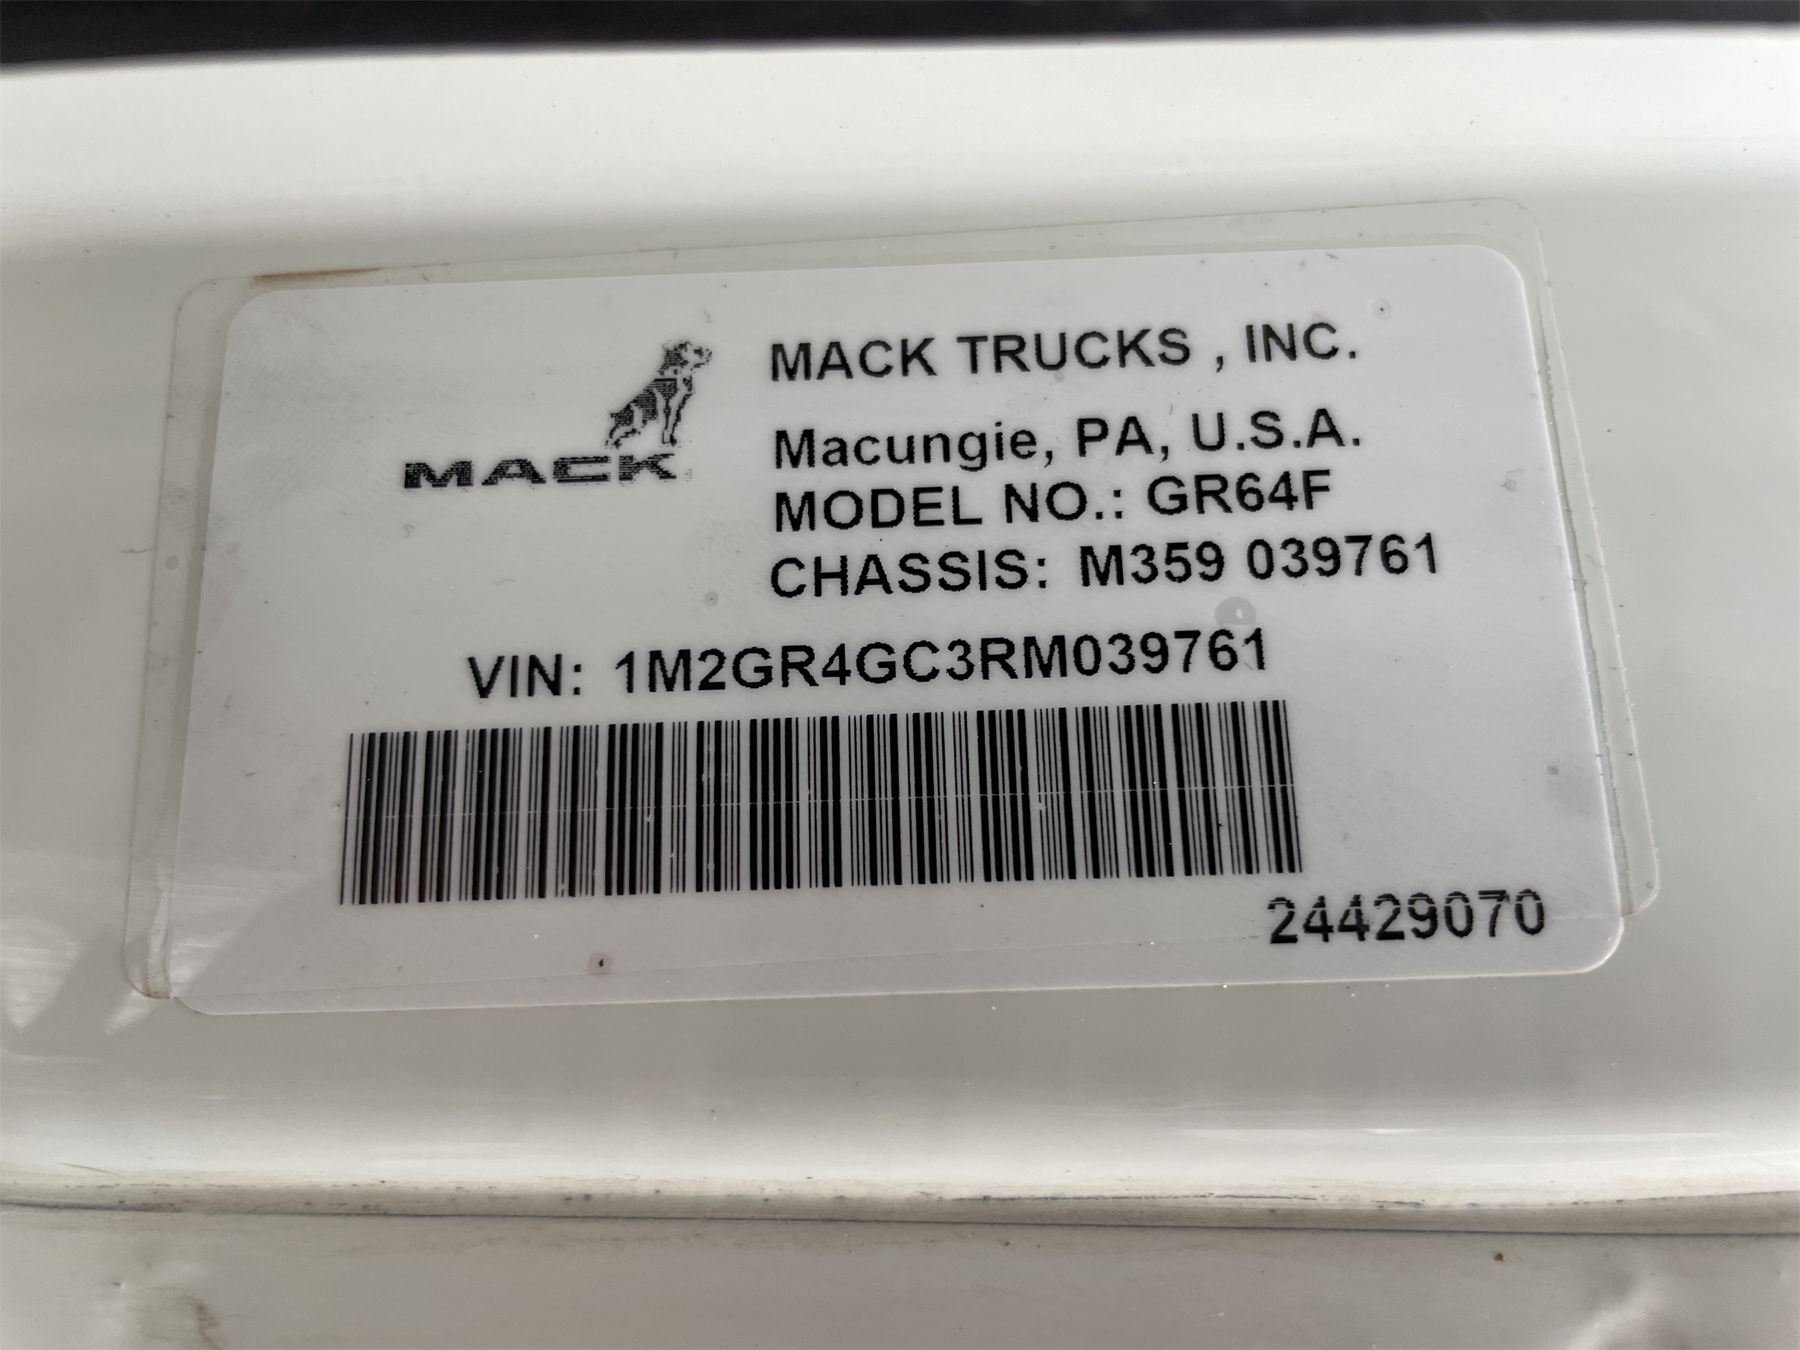 MACK
MACK TRUCKS , INC.
Macungie, PA, U.S.A.
MODEL NO.: GR64F
CHASSIS: M359 039761
VIN: 1M2GR4GC3RM039761
24429070